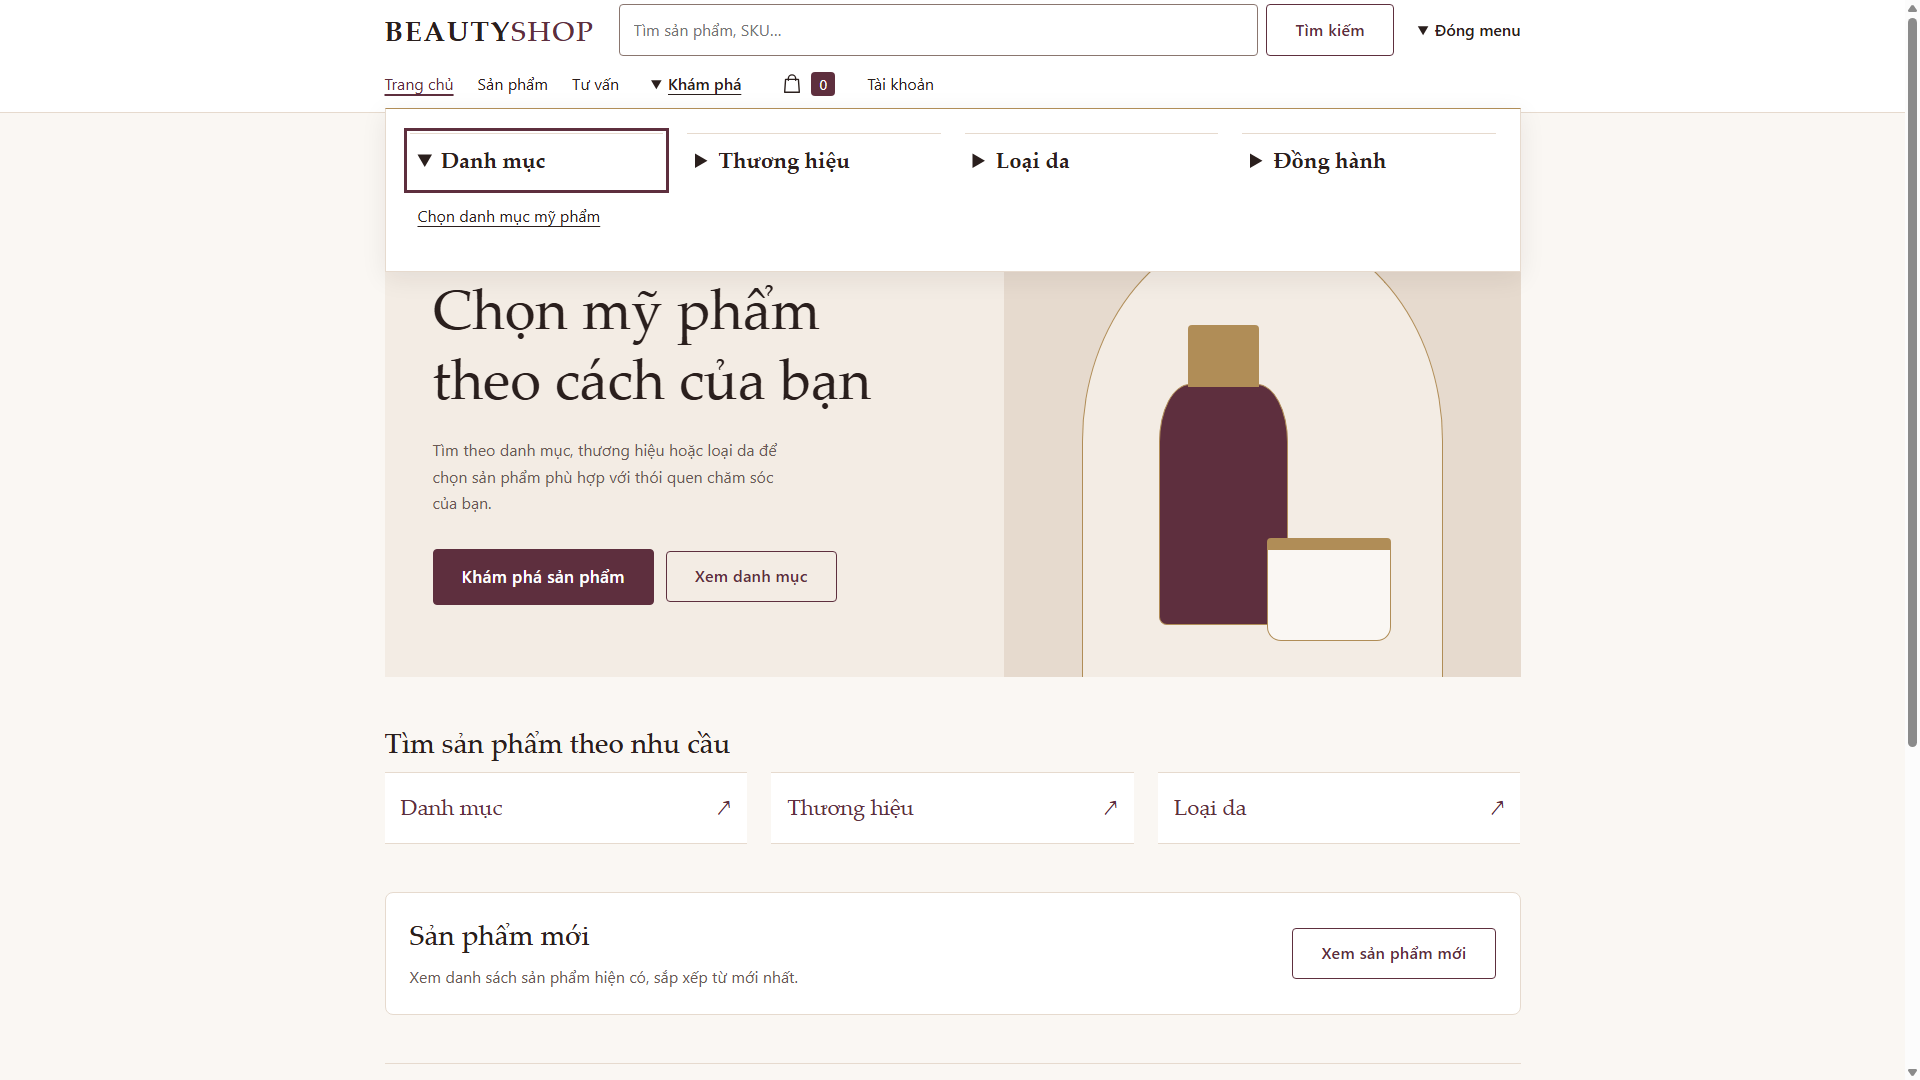 BEAUTYSHOP
Tìm sản phẩm, SKU...
Tìm kiếm
▼ Đóng menu
Trang chủ
Sản phẩm
Tư vấn
▼ Khám phá
0
Tài khoản
▼ Danh mục
▶ Thương hiệu
▶ Loại da
▶ Đồng hành
Chọn danh mục mỹ phẩm
Chọn mỹ phẩm
theo cách của bạn
Tìm theo danh mục, thương hiệu hoặc loại da để
chọn sản phẩm phù hợp với thói quen chăm sóc
của bạn.
Khám phá sản phẩm
Xem danh mục
Tìm sản phẩm theo nhu cầu
Danh mục ↗
Thương hiệu ↗
Loại da ↗
Sản phẩm mới
Xem danh sách sản phẩm hiện có, sắp xếp từ mới nhất.
Xem sản phẩm mới